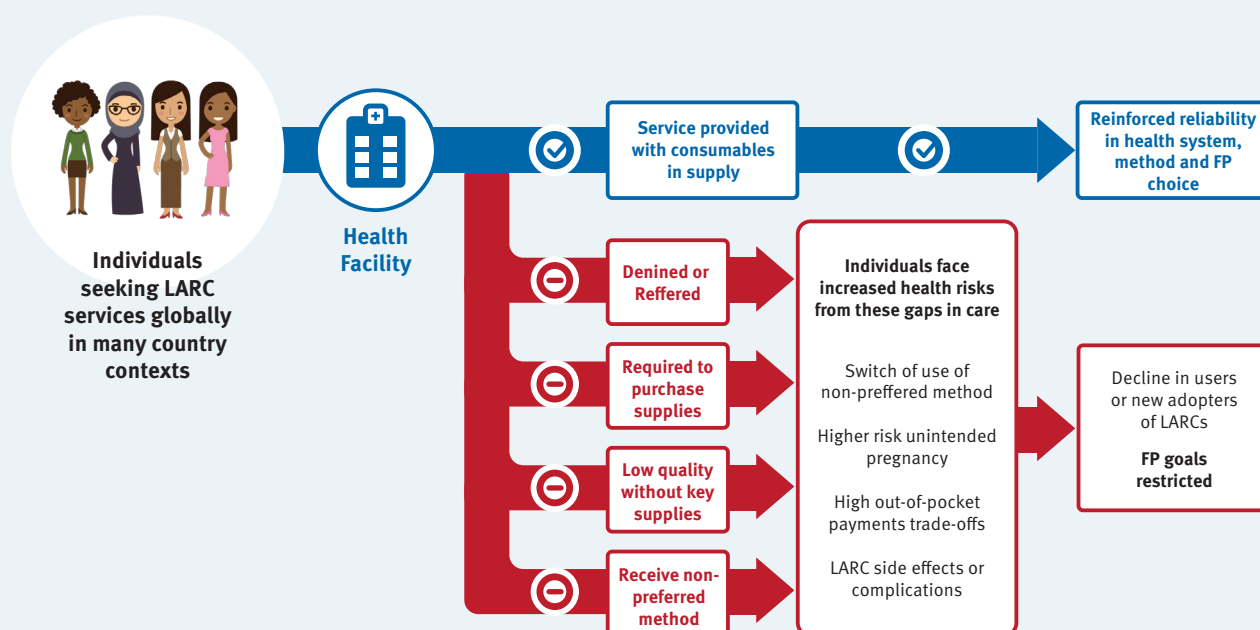 Individuals
seeking LARC
services globally
in many country
contexts
Health
Facility
Service provided
with consumables
in supply
Reinforced reliability
in health system,
method and FP
choice
Denined or
Reffered
Required to
purchase
supplies
Low quality
without key
supplies
Receive non-
preferred
method
Individuals face
increased health risks
from these gaps in care
Switch of use of
non-preffered method
Higher risk unintended
pregnancy
High out-of-pocket
payments trade-offs
LARC side effects or
complications
Decline in users
or new adopters
of LARCs
FP goals
restricted